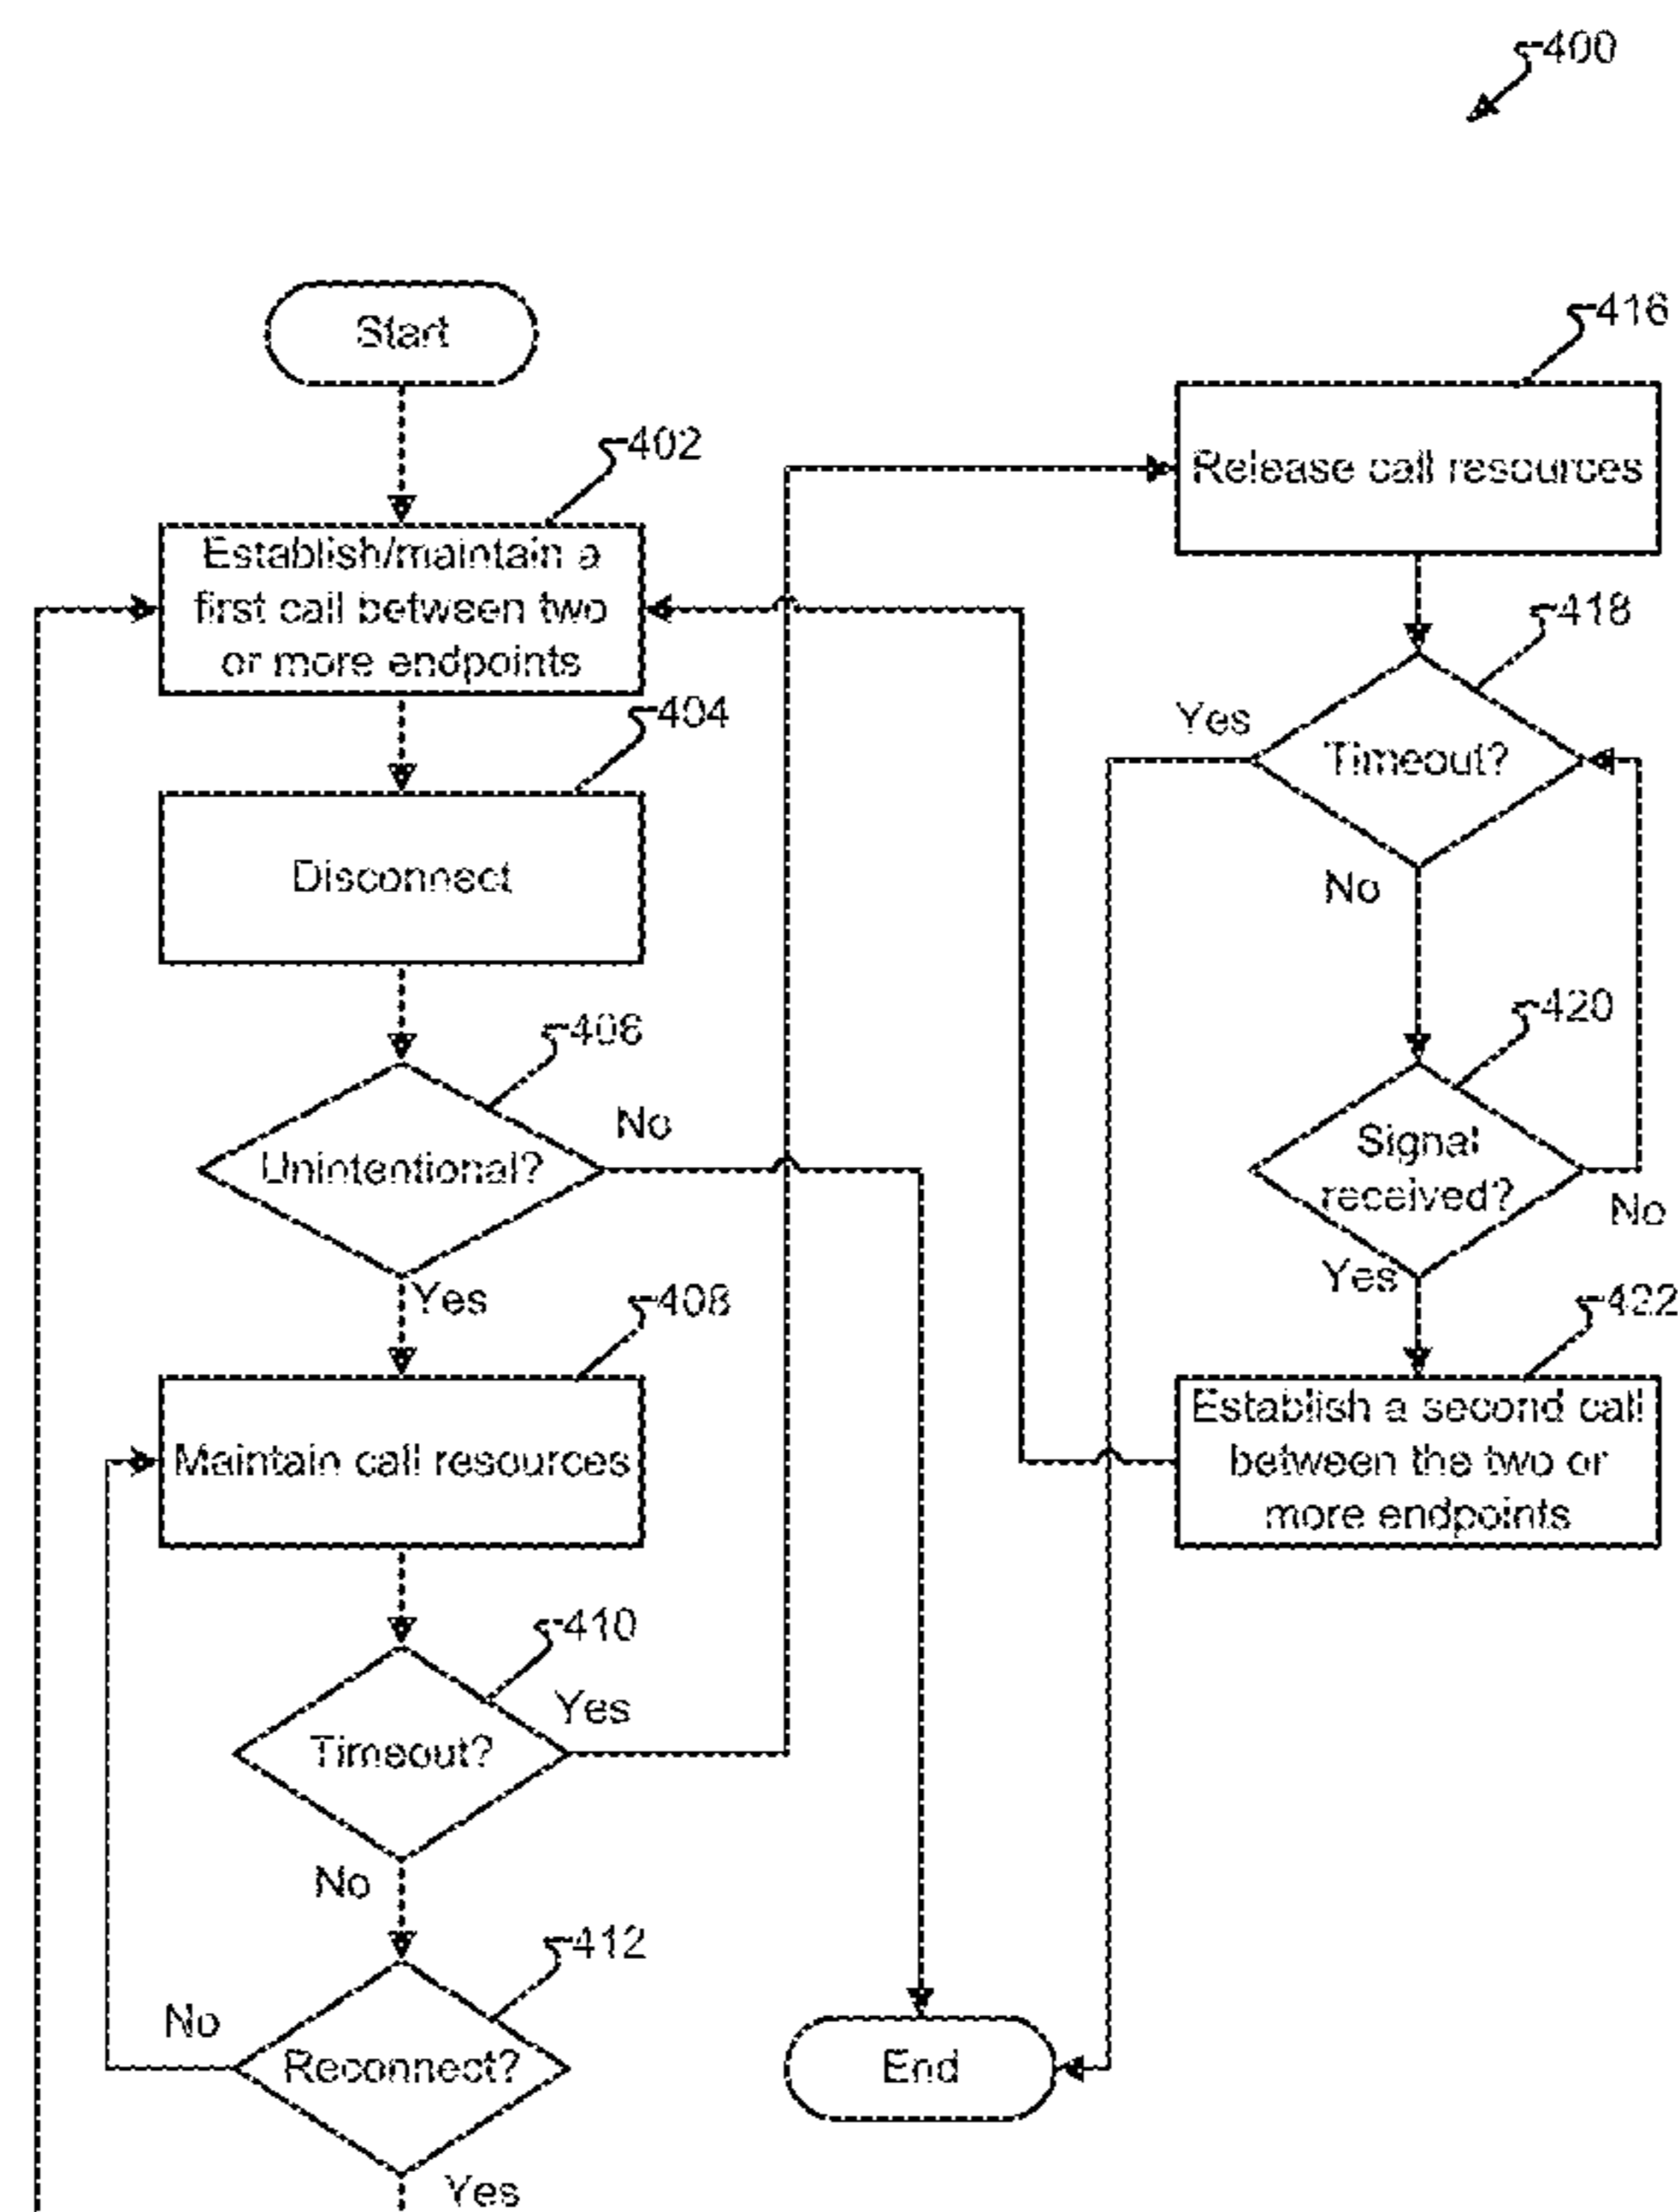 400
Start
402
Establish/maintain a
first call between two
or more endpoints
404
Disconnect
406
Unintentional?
No
Yes
408
Maintain call resources
410
Timeout?
Yes
No
412
Reconnect?
No
Yes
416
Release call resources
418
Timeout?
Yes
No
420
Signal
received?
No
Yes
422
Establish a second call
between the two or
more endpoints
End